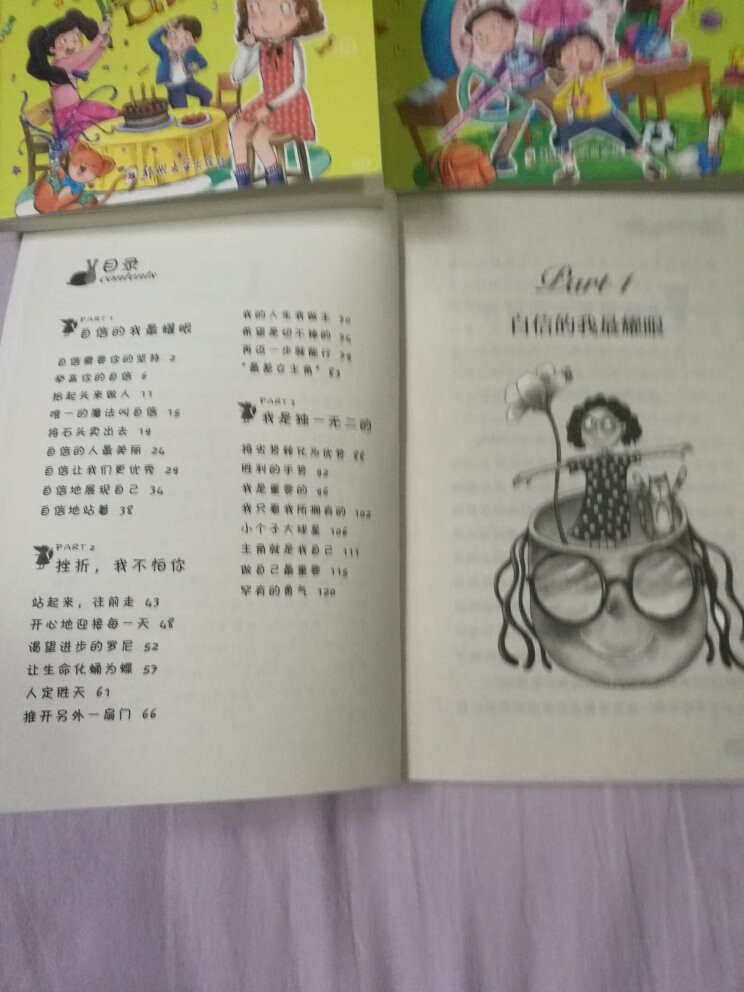 目录
contents
PART 1
自信的我最耀眼
自信需要你的坚持 2
举高你的自信 6
抬起头来做人 11
唯一的魔法叫自信 15
将石头卖出去 19
自信的人最美丽 24
自信让我们更优秀 29
自信地展现自己 34
自信地站着 38
PART 2
挫折，我不怕你
站起来，往前走 43
开心地迎接每一天 48
渴望进步的罗尼 52
让生命化蛹为蝶 57
人定胜天 61
推开另外一扇门 66
我的人生我做主 70
希望是切不掉的 74
再迈一步就能行 79
"最差女主角" 83
PART 3
我是独一无二的
将劣势转化为优势 88
胜利的手势 92
我是重要的 96
我只看我所拥有的 102
小个子大球星 106
主角就是我自己 111
做自己最重要 115
罕有的勇气 120
Part 1
自信的我最耀眼